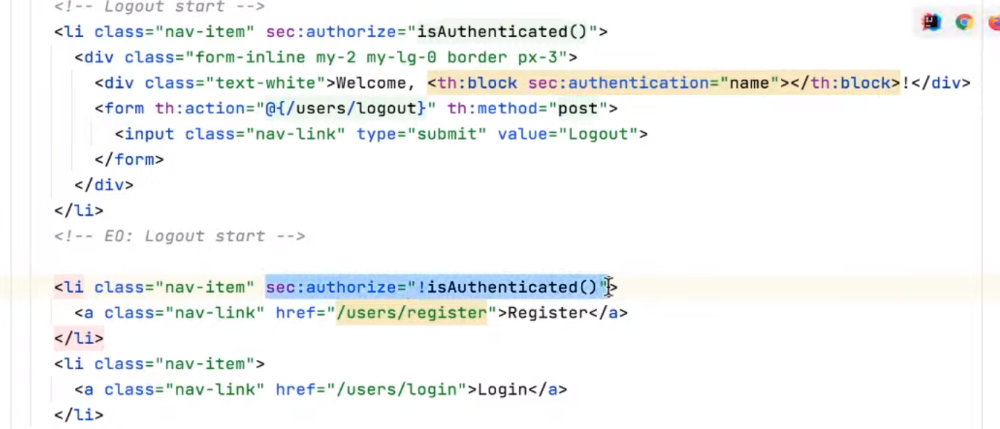 <!-- Logout start -->
<li class="nav-item" sec:authorize="isAuthenticated()">
<div class="form-inline my-2 my-lg-0 border px-3">
<div class="text-white">Welcome, <th:block sec:authentication="name"></th:block>!</div>
<form th:action="@{/users/logout}" th:method="post">
<input class="nav-link" type="submit" value="Logout">
</form>
</div>
</li>
<!-- EO: Logout start -->
<li class="nav-item" sec:authorize="!isAuthenticated()">
<a class="nav-link" href="/users/register">Register</a>
</li>
<li class="nav-item">
<a class="nav-link" href="/users/login">Login</a>
</li>